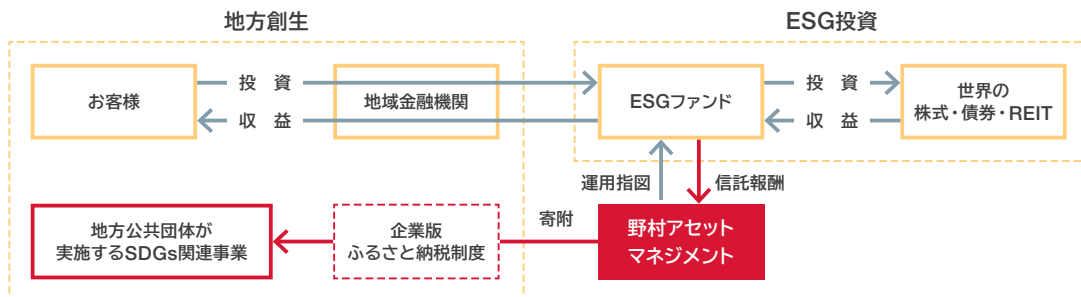 地方創生
ESG投資
お客様
投 資
地域金融機関
収 益
ESGファンド
投 資
収 益
世界の
株式・債券・REIT
運用指図
信託報酬
地方公共団体が
実施するSDGs関連事業
企業版
ふるさと納税制度
寄附
野村アセット
マネジメント